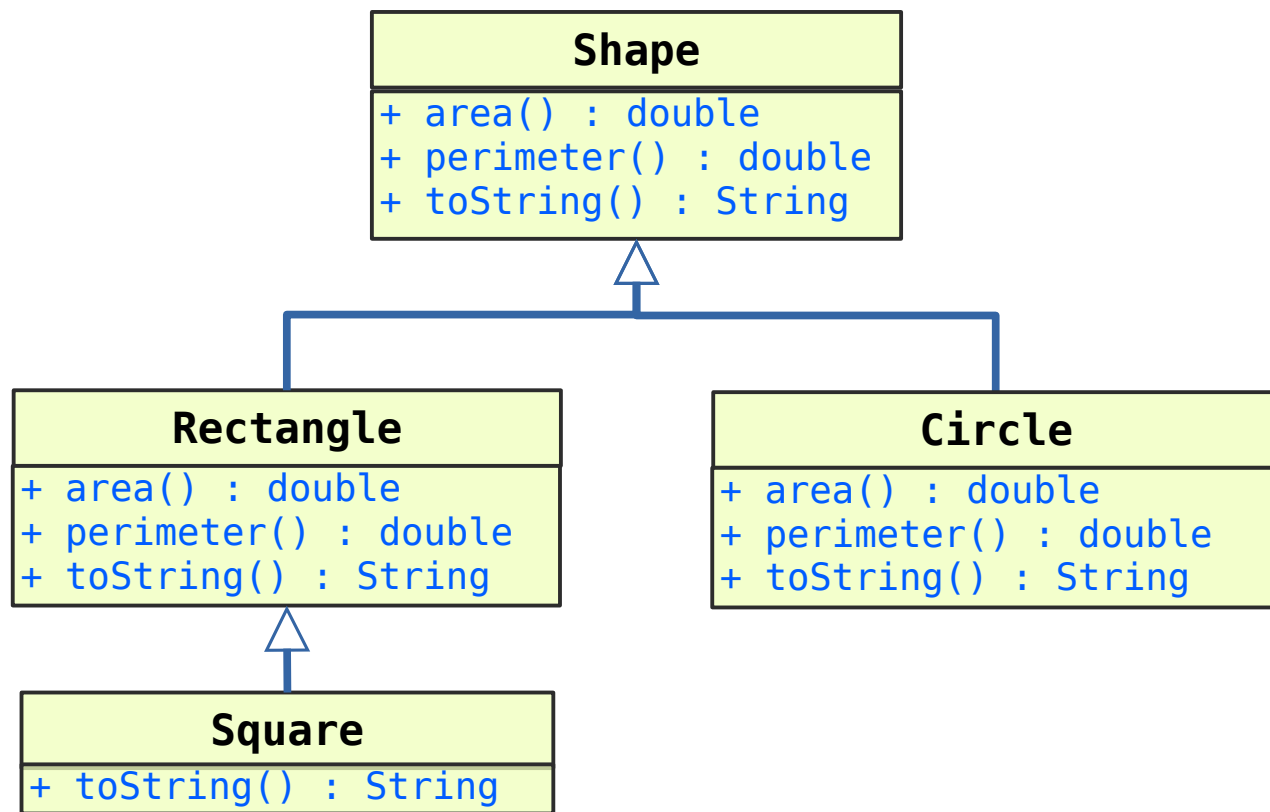 Shape
+ area() : double
+ perimeter() : double
+ toString() : String
Rectangle
+ area() : double
+ perimeter() : double
+ toString() : String
Circle
+ area() : double
+ perimeter() : double
+ toString() : String
Square
+ toString() : String